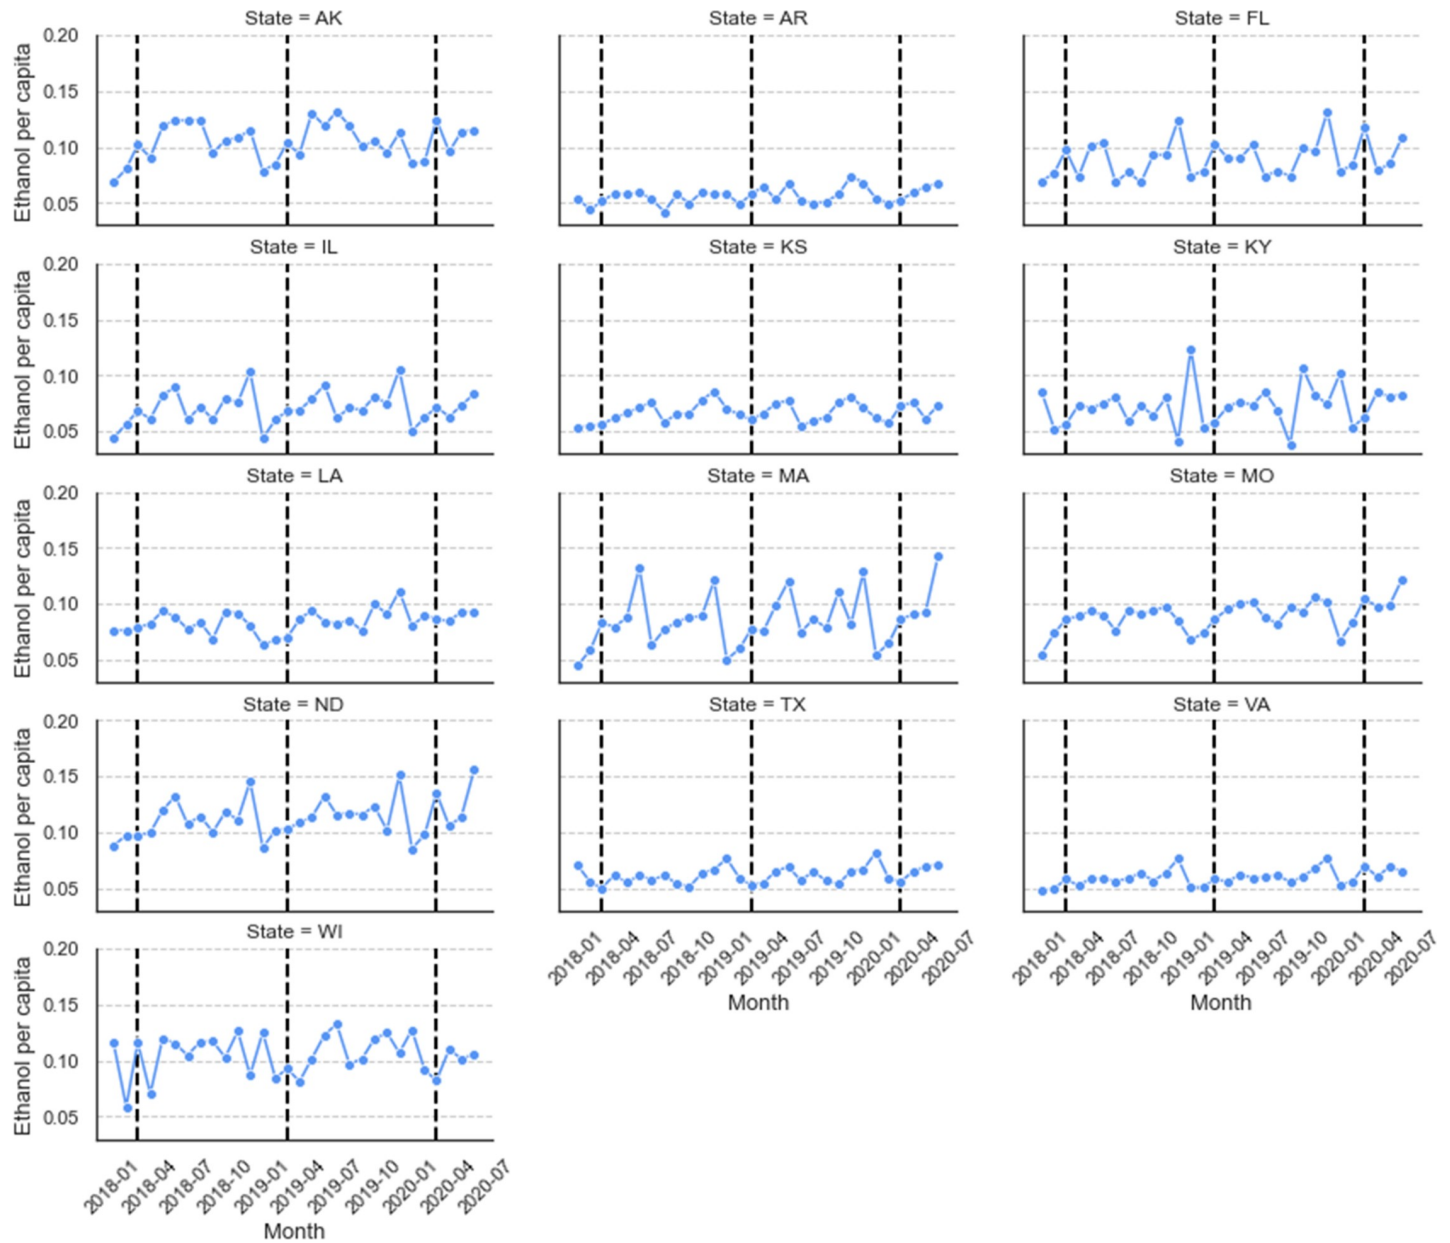 State = AK
State = AR
State = FL
Ethanol per capita
0.20
0.15
0.10
0.05
State = IL
State = KS
State = KY
Ethanol per capita
0.20
0.15
0.10
0.05
State = LA
State = MA
State = MO
Ethanol per capita
0.20
0.15
0.10
0.05
State = ND
State = TX
State = VA
Ethanol per capita
0.20
0.15
0.10
0.05
2018-01 2018-04 2018-07 2018-10 2019-01 2019-04 2019-07 2019-10 2020-01 2020-04 2020-07
Month
2018-01 2018-04 2018-07 2018-10 2019-01 2019-04 2019-07 2019-10 2020-01 2020-04 2020-07
Month
State = WI
Ethanol per capita
0.20
0.15
0.10
0.05
2018-01 2018-04 2018-07 2018-10 2019-01 2019-04 2019-07 2019-10 2020-01 2020-04 2020-07
Month